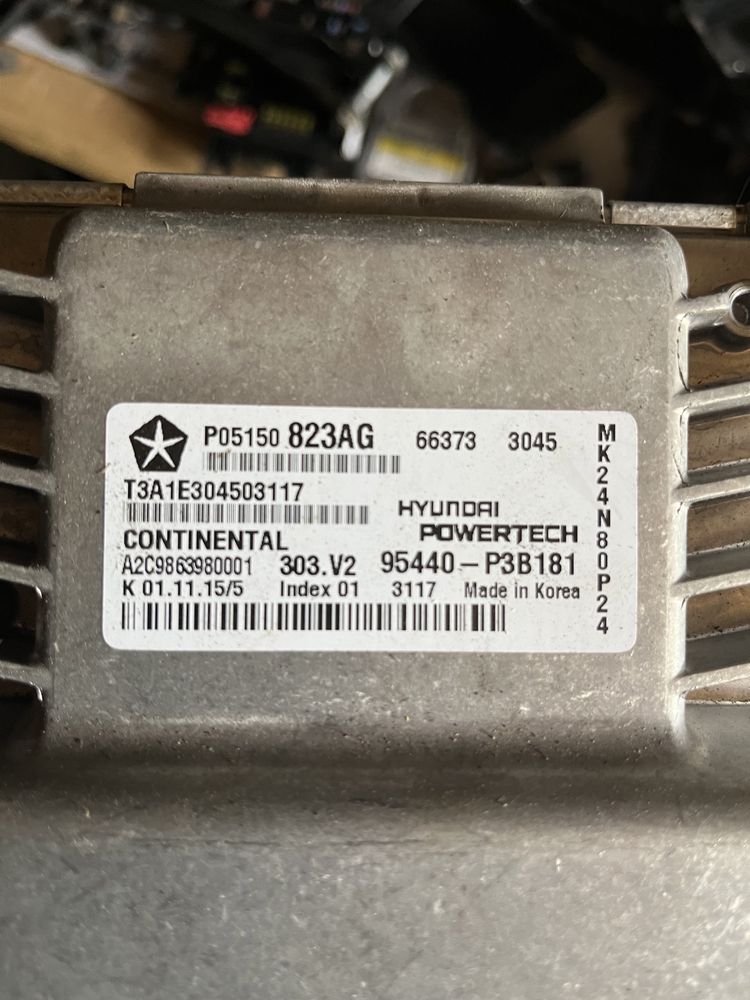 P05150 823AG 66373 3045
T3A1E304503117
HYUNDAI
POWERTECH
CONTINENTAL
A2C9863980001 303.V2 95440-P3B181
K 01.11.15/5 Index 01 3117 Made in Korea
MK24N80P24